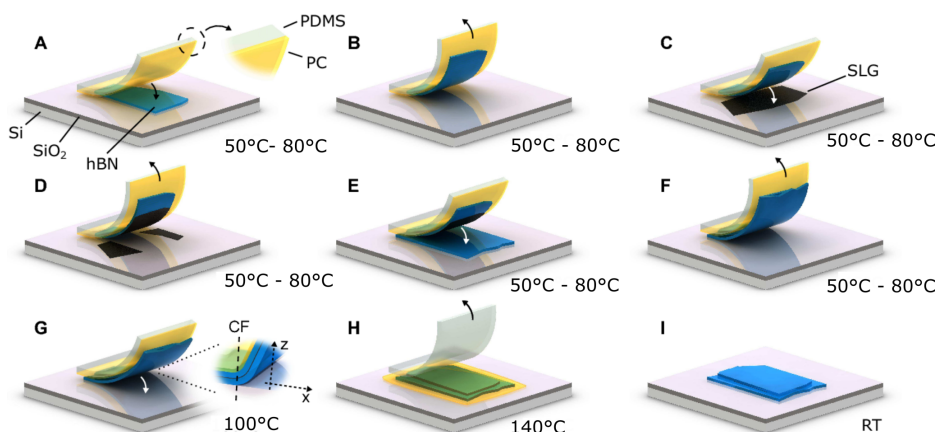 A
PDMS
PC
Si
SiO₂
hBN
50°C- 80°C
B
50°C - 80°C
C
SLG
50°C - 80°C
D
50°C - 80°C
E
50°C - 80°C
F
50°C - 80°C
G
CF
z
x
100°C
H
140°C
I
RT